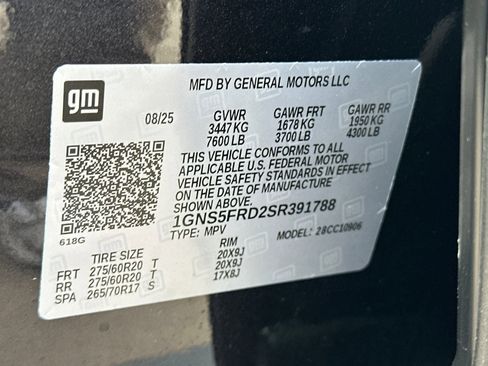 gm
MFD BY GENERAL MOTORS LLC
08/25 GVWR GAWR FRT GAWR RR
3447 KG 1678 KG 1950 KG
7600 LB 3700 LB 4300 LB
THIS VEHICLE CONFORMS TO ALL
APPLICABLE U.S. FEDERAL MOTOR
VEHICLE SAFETY STANDARDS IN EFFECT
ON THE DATE OF MANUFACTURE
SHOWN ABOVE.
1GNS5FRD2SR391788
618G TYPE: MPV MODEL: 28CC10906
TIRE SIZE RIM
FRT 275/60R20 T 20X9J
RR 275/60R20 T 20X9J
SPA 265/70R17 S 17X8J